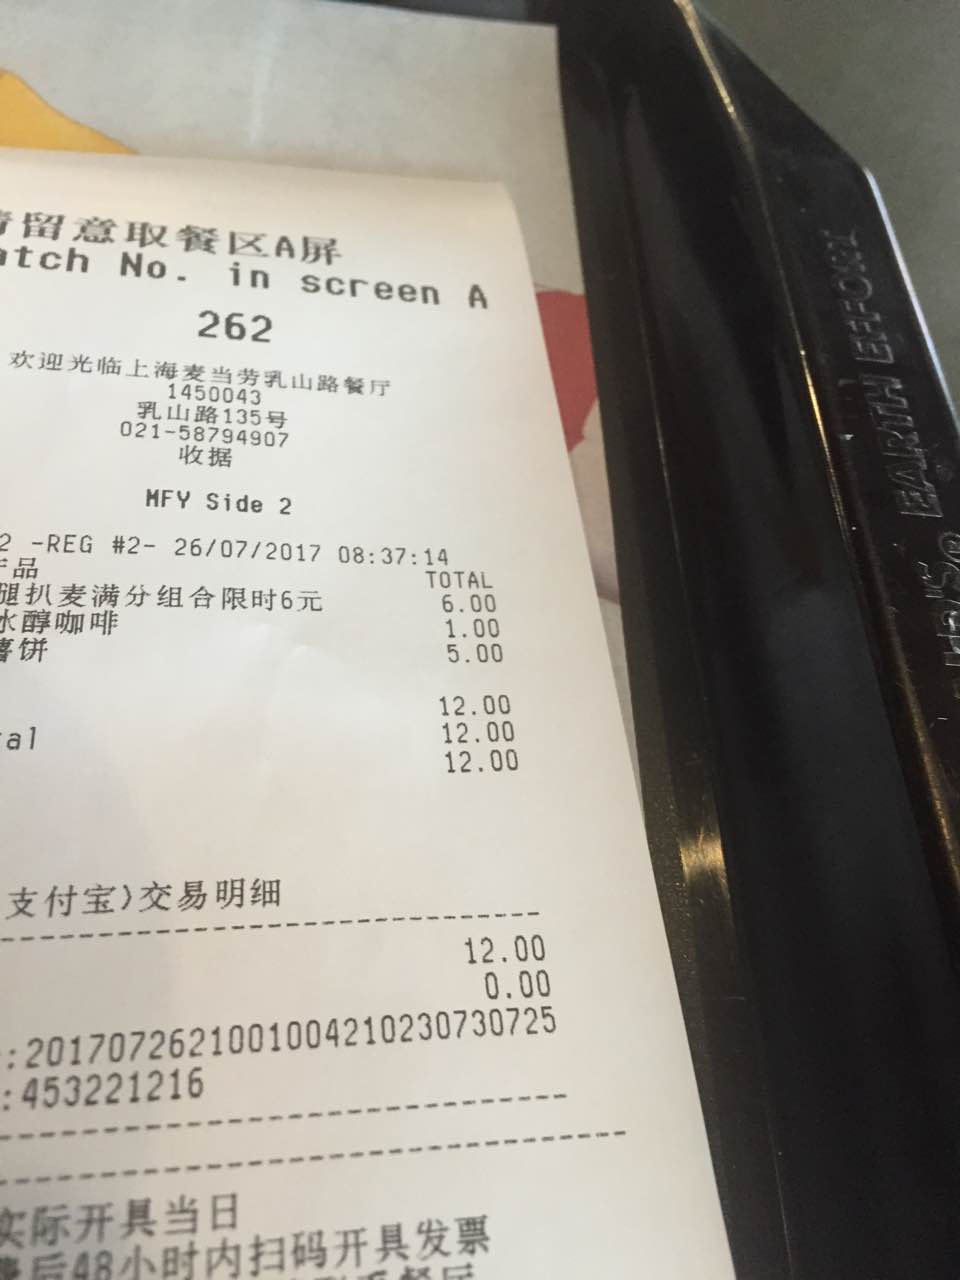 留意取餐区A屏
atch No. in screen A
262
欢迎光临上海麦当劳乳山路餐厅
1450043
乳山路135号
021-58794907
收据
MFY Side 2
2 -REG #2- 26/07/2017 08:37:14
产品 TOTAL
腿扒麦满分组合限时6元 6.00
水醇咖啡 1.00
薯饼 5.00
12.00
tal 12.00
12.00
支付宝)交易明细
12.00
0.00
:2017072621001004210230730725
:453221216
实际开具当日
后48小时内扫码开具发票
EARTH EFFORT